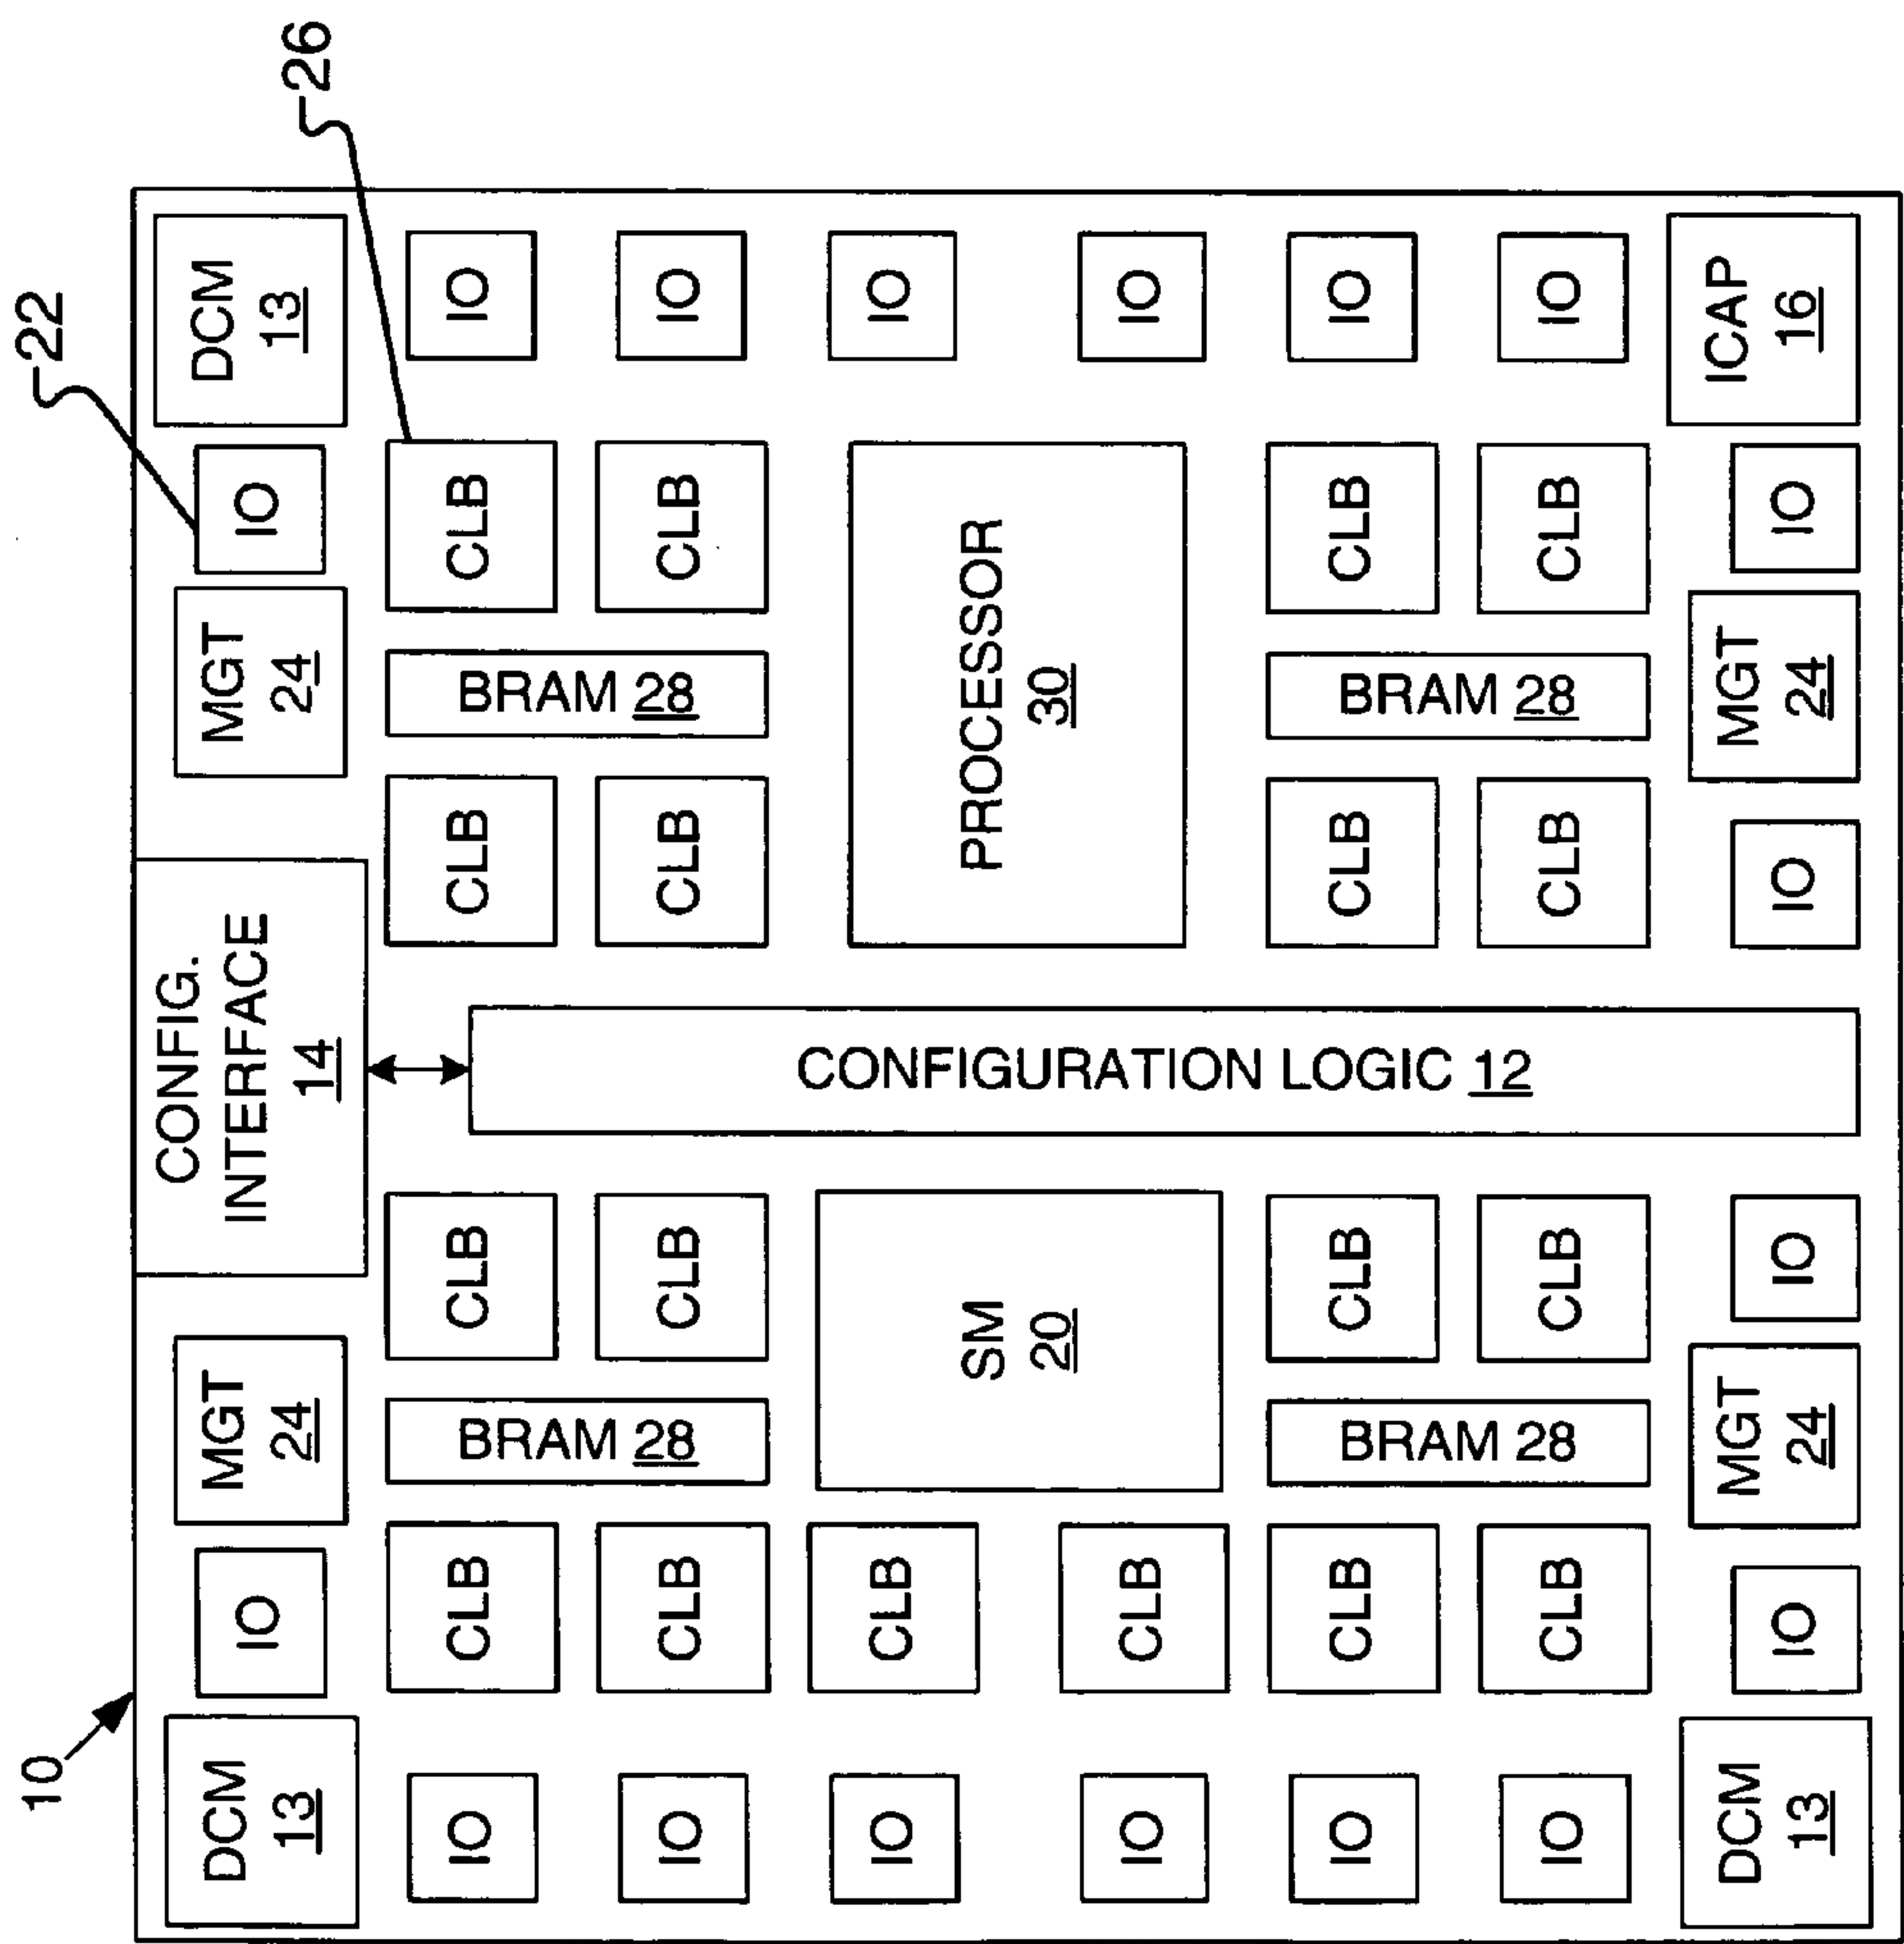 10
22
26
DCM
13
IO
MGT
24
CONFIG.
INTERFACE
14
MGT
24
IO
DCM
13
IO
CLB
BRAM 28
CLB
CLB
BRAM 28
CLB
IO
IO
CLB
CLB
CLB
CLB
IO
IO
CLB
SM
20
CONFIGURATION LOGIC 12
PROCESSOR
30
IO
IO
CLB
IO
IO
CLB
BRAM 28
CLB
CLB
BRAM 28
CLB
IO
IO
CLB
CLB
CLB
CLB
IO
DCM
13
IO
MGT
24
IO
IO
MGT
24
IO
ICAP
16